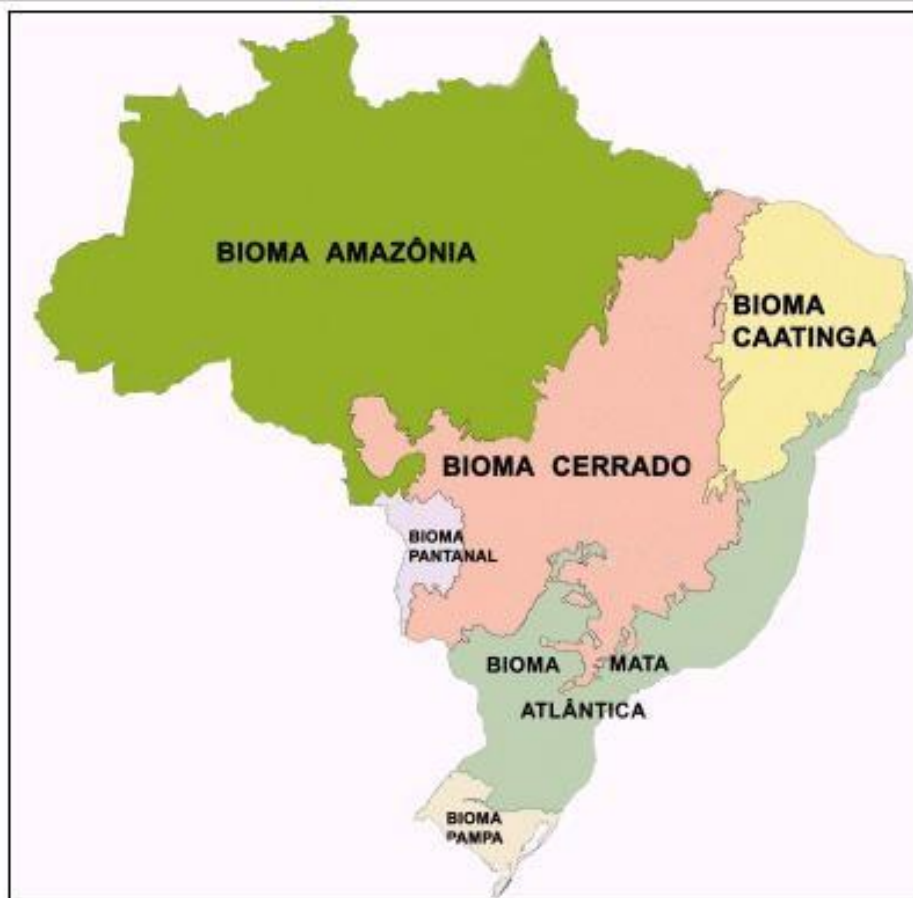 BIOMA AMAZÔNIA
BIOMA
CAATINGA
BIOMA CERRADO
BIOMA
PANTANAL
BIOMA MATA
ATLÂNTICA
BIOMA
PAMPA